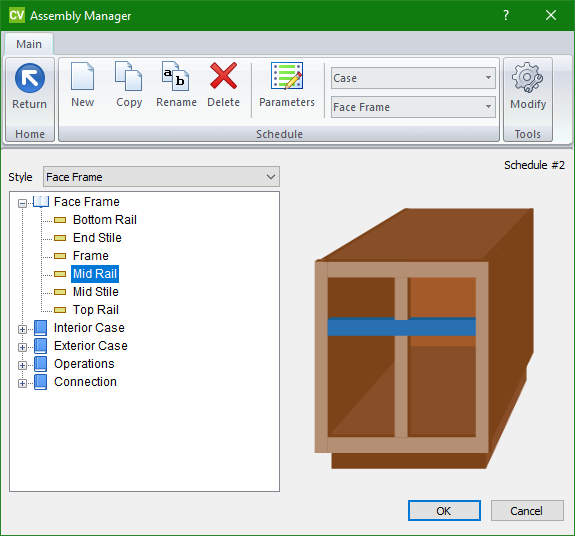 CV Assembly Manager
Main
Return
New
Copy
a b
Rename
Delete
Parameters
Case
Face Frame
Modify
Home
Schedule
Tools
Schedule #2
Style
Face Frame
Face Frame
Bottom Rail
End Stile
Frame
Mid Rail
Mid Stile
Top Rail
Interior Case
Exterior Case
Operations
Connection
OK
Cancel